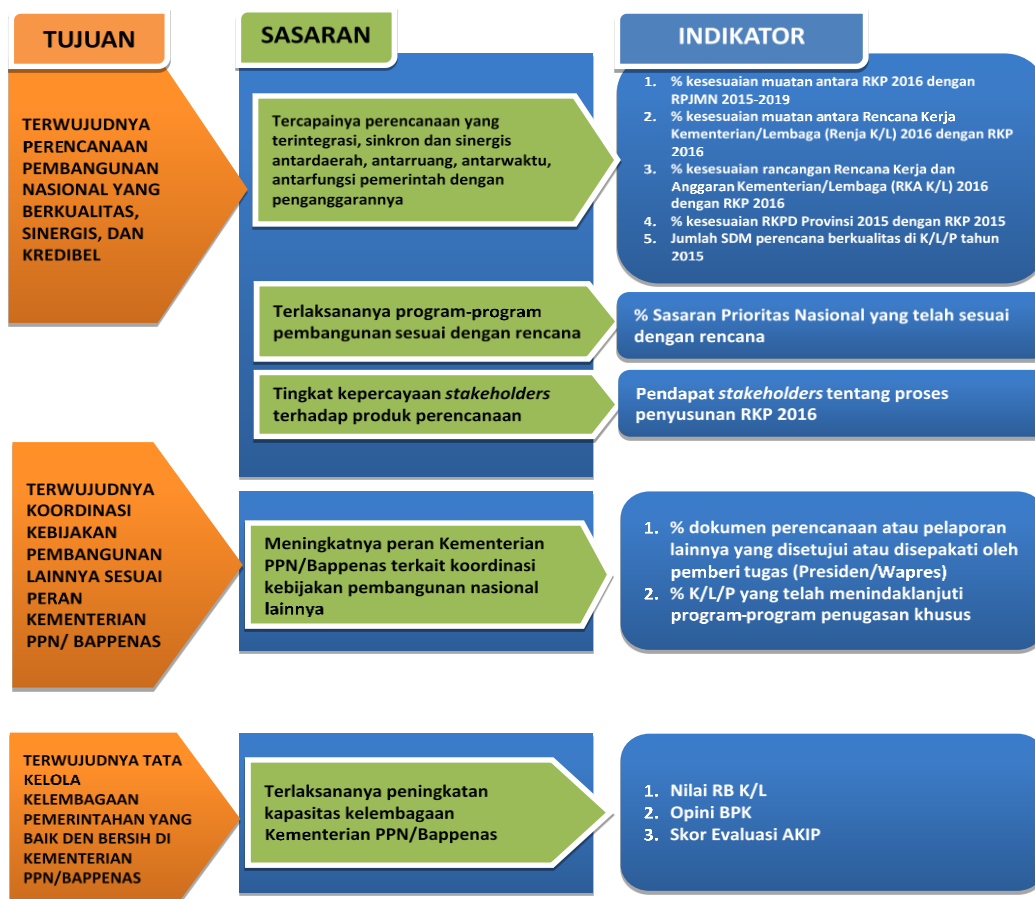 TUJUAN
SASARAN
INDIKATOR
TERWUJUDNYA
PERENCANAAN
PEMBANGUNAN
NASIONAL YANG
BERKUALITAS,
SINERGIS, DAN
KREDIBEL
Tercapainya perencanaan yang
terintegrasi, sinkron dan sinergis
antardaerah, antarruang, antarwaktu,
antarfungsi pemerintah dengan
penganggarannya
1. % kesesuaian muatan antara RKP 2016 dengan
RPJMN 2015-2019
2. % kesesuaian muatan antara Rencana Kerja
Kementerian/Lembaga (Renja K/L) 2016 dengan RKP
2016
3. % kesesuaian rancangan Rencana Kerja dan
Anggaran Kementerian/Lembaga (RKA K/L) 2016
dengan RKP 2016
4. % kesesuaian RKPD Provinsi 2015 dengan RKP 2015
5. Jumlah SDM perencana berkualitas di K/L/P tahun
2015
Terlaksananya program-program
pembangunan sesuai dengan rencana
% Sasaran Prioritas Nasional yang telah sesuai
dengan rencana
Tingkat kepercayaan stakeholders
terhadap produk perencanaan
Pendapat stakeholders tentang proses
penyusunan RKP 2016
TERWUJUDNYA
KOORDINASI
KEBIJAKAN
PEMBANGUNAN
LAINNYA SESUAI
PERAN
KEMENTERIAN
PPN/ BAPPENAS
Meningkatnya peran Kementerian
PPN/Bappenas terkait koordinasi
kebijakan pembangunan nasional
lainnya
1. % dokumen perencanaan atau pelaporan
lainnya yang disetujui atau disepakati oleh
pemberi tugas (Presiden/Wapres)
2. % K/L/P yang telah menindaklanjuti
program-program penugasan khusus
TERWUJUDNYA TATA
KELOLA
KELEMBAGAAN
PEMERINTAHAN YANG
BAIK DEN BERSIH DI
KEMENTERIAN
PPN/BAPPENAS
Terlaksananya peningkatan
kapasitas kelembagaan
Kementerian PPN/Bappenas
1. Nilai RB K/L
2. Opini BPK
3. Skor Evaluasi AKIP